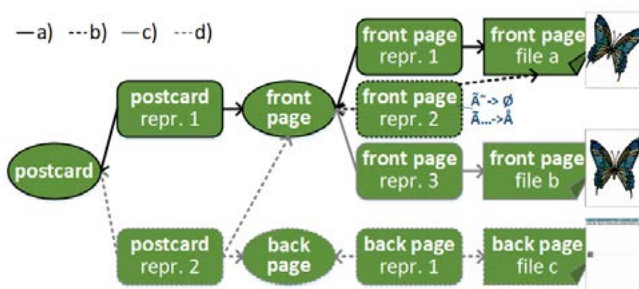 a) b) c) d)
front page
repr. 1
front page
file a
postcard
repr. 1
front
page
front page
repr. 2
Ã˜-> Ø
Ã…->Å
postcard
front page
repr. 3
front page
file b
postcard
repr. 2
back
page
back page
repr. 1
back page
file c